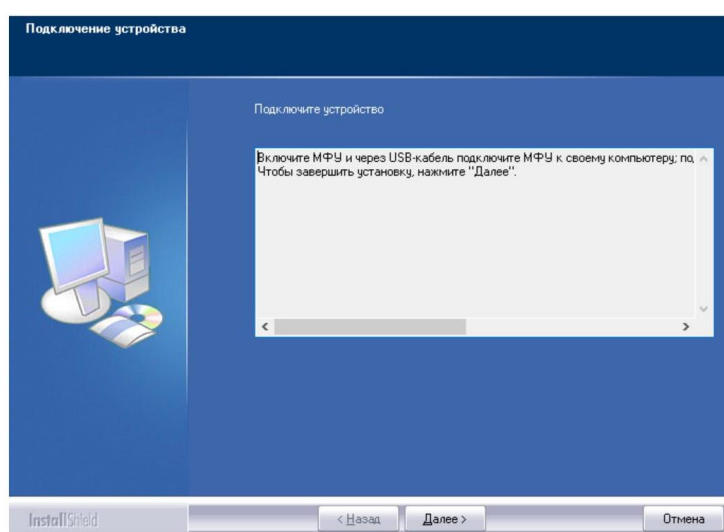 Подключение устройства
Подключите устройство
Включите МФУ и через USB-кабель подключите МФУ к своему компьютеру;
Чтобы завершить установку, нажмите "Далее".
InstallShield
< Назад
Далее >
Отмена